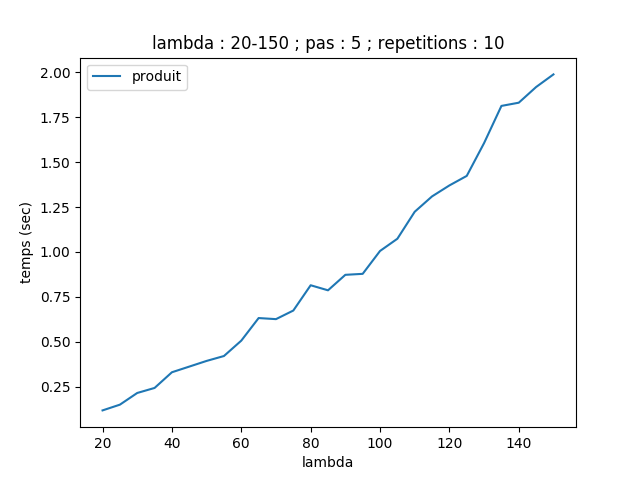 lambda : 20-150 ; pas : 5 ; repetitions : 10
produit
temps (sec)
2.00
1.75
1.50
1.25
1.00
0.75
0.50
0.25
20 40 60 80 100 120 140
lambda